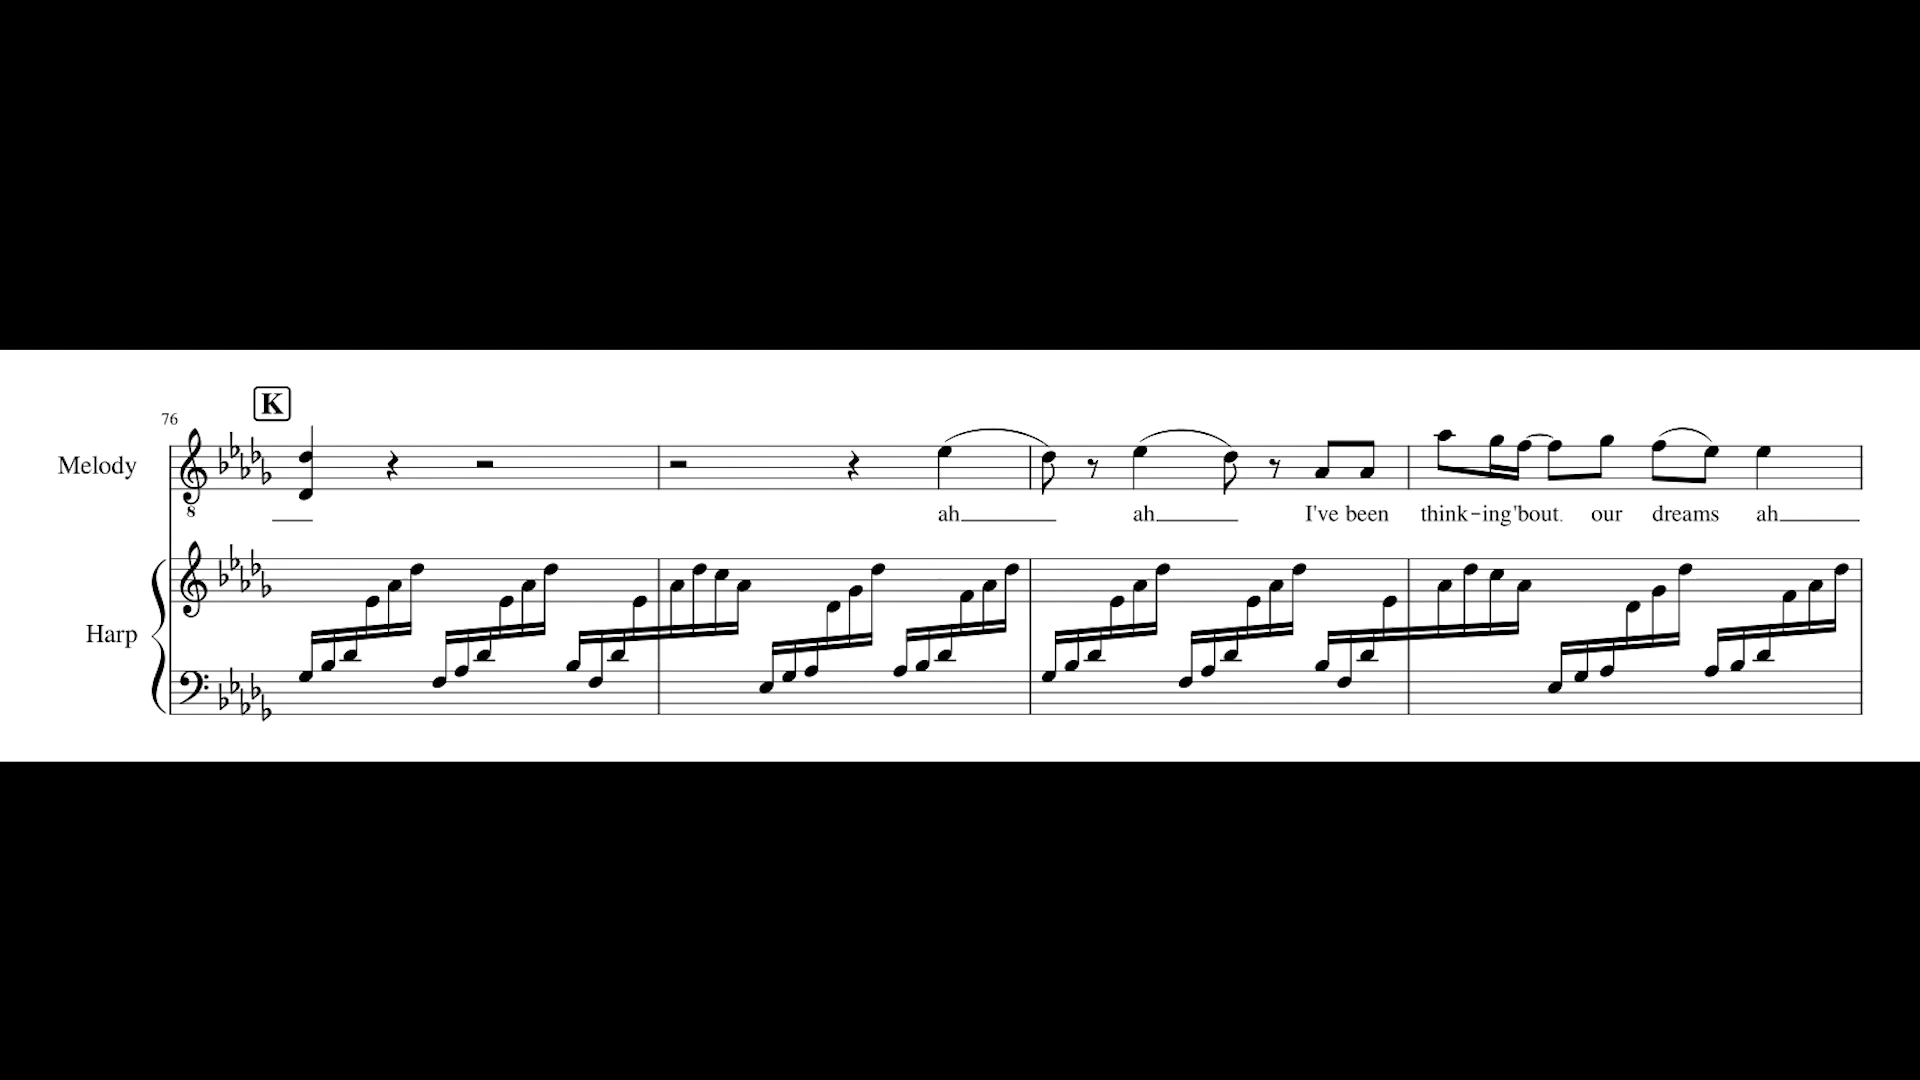 K
76
Melody
8
ah ah I've been think-ing 'bout. our dreams ah
Harp